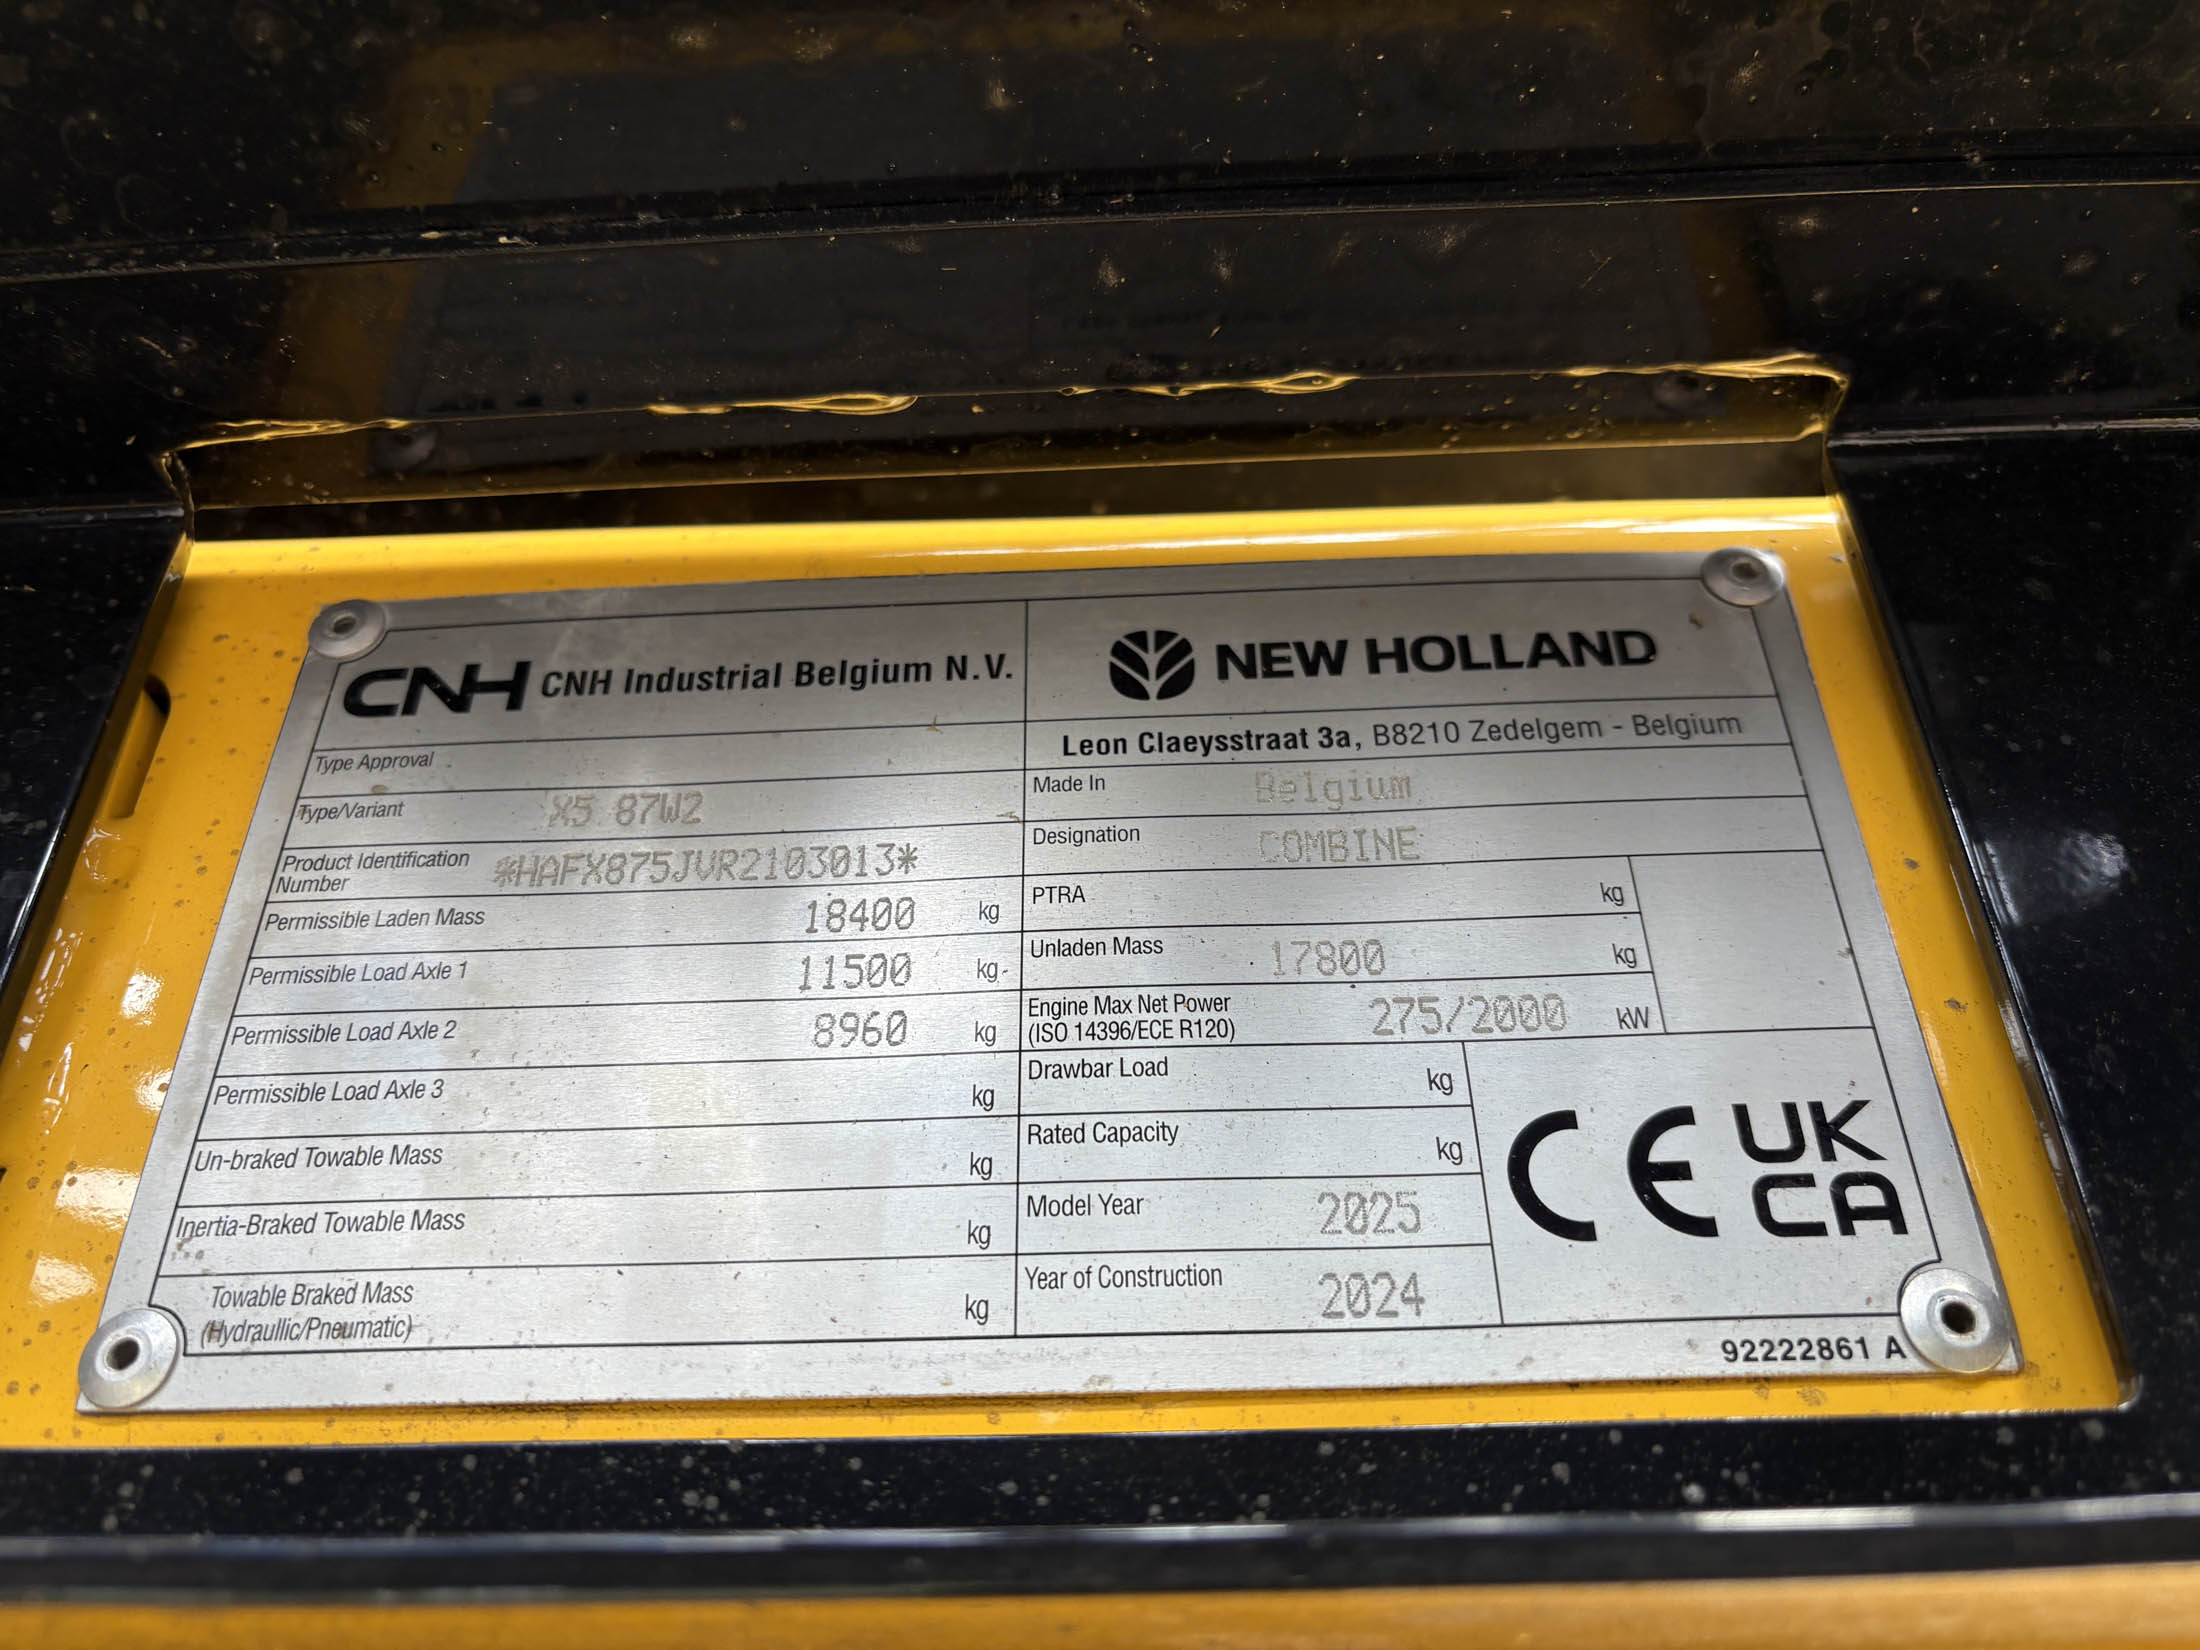 CNH CNH Industrial Belgium N.V.
NEW HOLLAND
Leon Claeysstraat 3a, B8210 Zedelgem - Belgium
Type Approval
Type/Variant X5 87W2
Product Identification
Number *HAFX875JVR2103013*
Permissible Laden Mass 18400 kg
Permissible Load Axle 1 11500 kg
Permissible Load Axle 2 8960 kg
Permissible Load Axle 3 kg
Un-braked Towable Mass kg
Inertia-Braked Towable Mass kg
Towable Braked Mass
(Hydraullic/Pneumatic) kg
Made In Belgium
Designation COMBINE
PTRA kg
Unladen Mass 17800 kg
Engine Max Net Power
(ISO 14396/ECE R120) 275/2000 kW
Drawbar Load kg
Rated Capacity kg
Model Year 2025
Year of Construction 2024
CE UK
CA
92222861 A